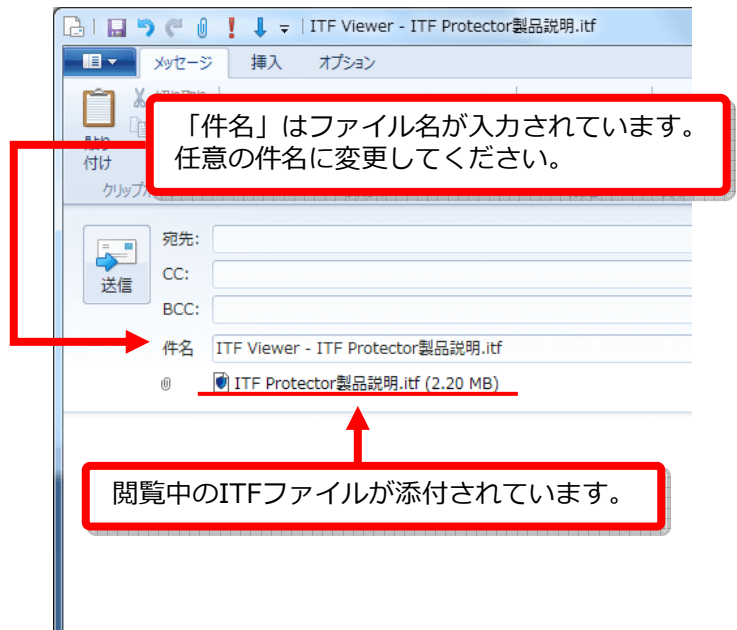 ITF Viewer - ITF Protector製品説明.itf
メッセージ 挿入 オプション
「件名」はファイル名が入力されています。
任意の件名に変更してください。
付け
宛先:
送信
CC:
BCC:
件名 ITF Viewer - ITF Protector製品説明.itf
ITF Protector製品説明.itf (2.20 MB)
閲覧中のITFファイルが添付されています。